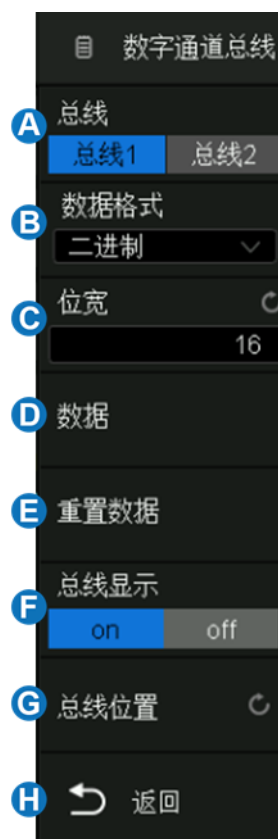 数字通道总线
A
总线
总线1 总线2
B
数据格式
二进制
C
位宽
16
D 数据
E 重置数据
F
总线显示
on off
G 总线位置
H 返回